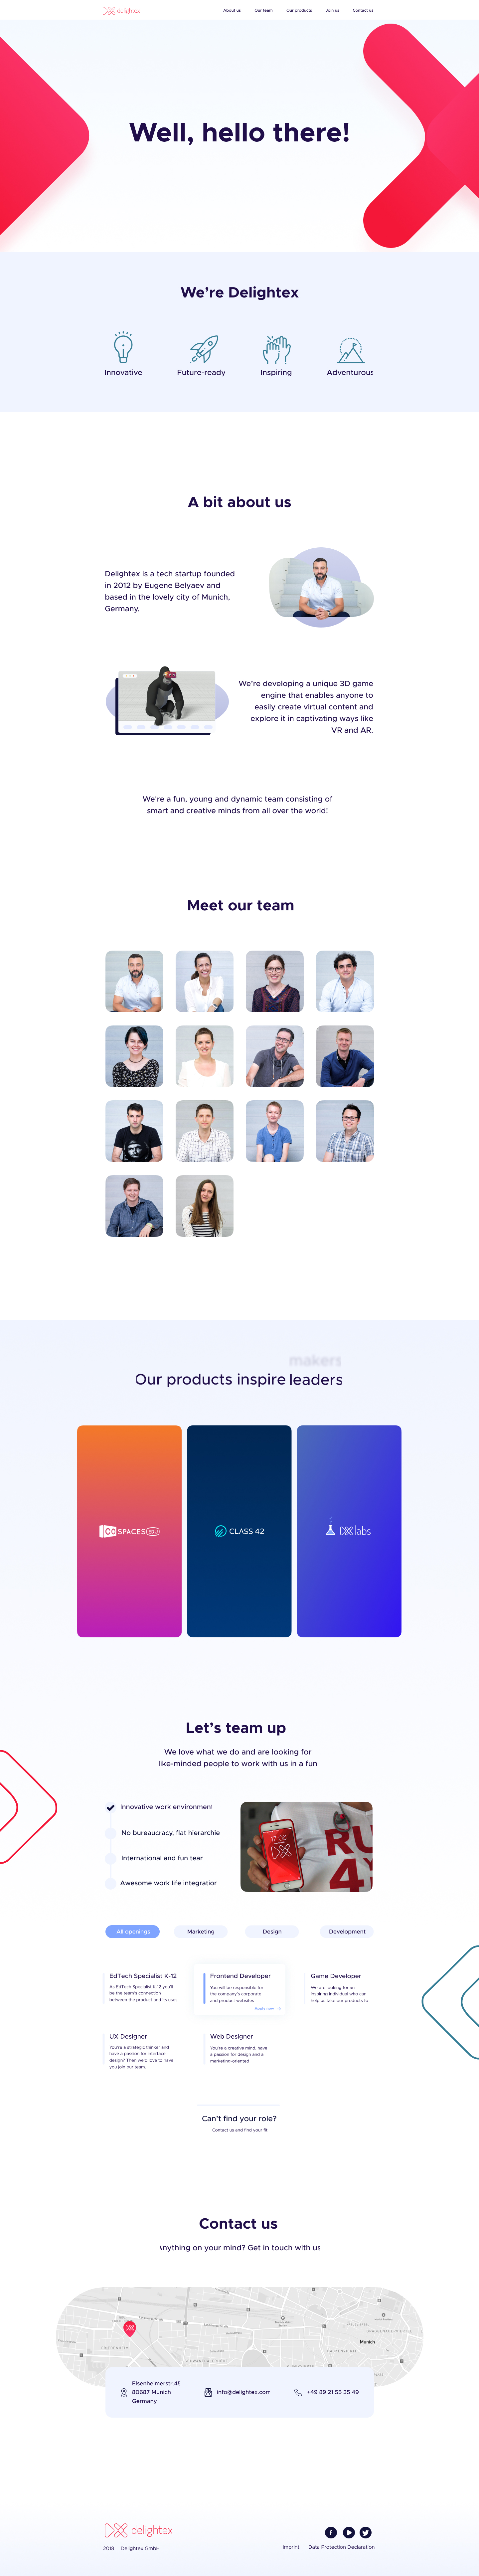 delightex
About us
Our team
Our products
Join us
Contact us
Well, hello there!
We're Delightex
Innovative
Future-ready
Inspiring
Adventurous
A bit about us
Delightex is a tech startup founded
in 2012 by Eugene Belyaev and
based in the lovely city of Munich,
Germany.
We're developing a unique 3D game
engine that enables anyone to
easily create virtual content and
explore it in captivating ways like
VR and AR.
We're a fun, young and dynamic team consisting of
smart and creative minds from all over the world!
Meet our team
makers
Our products inspire leaders
CO SPACES EDU
CLASS 42
DX labs
Let's team up
We love what we do and are looking for
like-minded people to work with us in a fun
Innovative work environment
No bureaucracy, flat hierarchie
International and fun team
Awesome work life integration
17:06
RU
4
All openings
Marketing
Design
Development
EdTech Specialist K-12
As EdTech Specialist K-12 you'll
be the team's connection
between the product and its uses
Frontend Developer
You will be responsible for
the company's corporate
and product websites
Apply now
Game Developer
We are looking for an
inspiring individual who can
help us take our products to
UX Designer
You're a strategic thinker and
have a passion for interface
design? Then we'd love to have
you join our team.
Web Designer
You're a creative mind, have
a passion for design and a
marketing-oriented
Can't find your role?
Contact us and find your fit
Contact us
Anything on your mind? Get in touch with us
Munich
Elsenheimerstr.45
80687 Munich
Germany
info@delightex.com
+49 89 21 55 35 49
delightex
2018 Delightex GmbH
Imprint
Data Protection Declaration